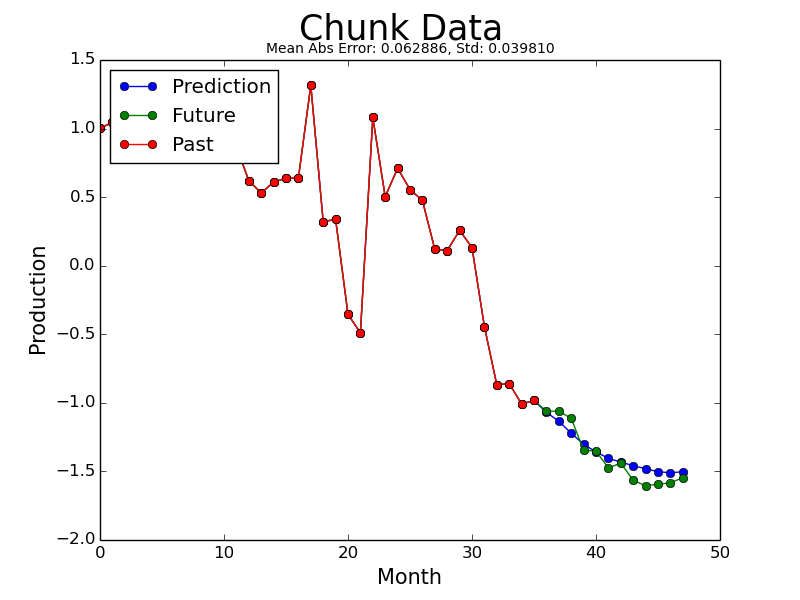 Chunk Data
Mean Abs Error: 0.062886, Std: 0.039810
1.5
1.0
0.5
0.0
−0.5
−1.0
−1.5
−2.0
Production
Prediction
Future
Past
0 10 20 30 40 50
Month